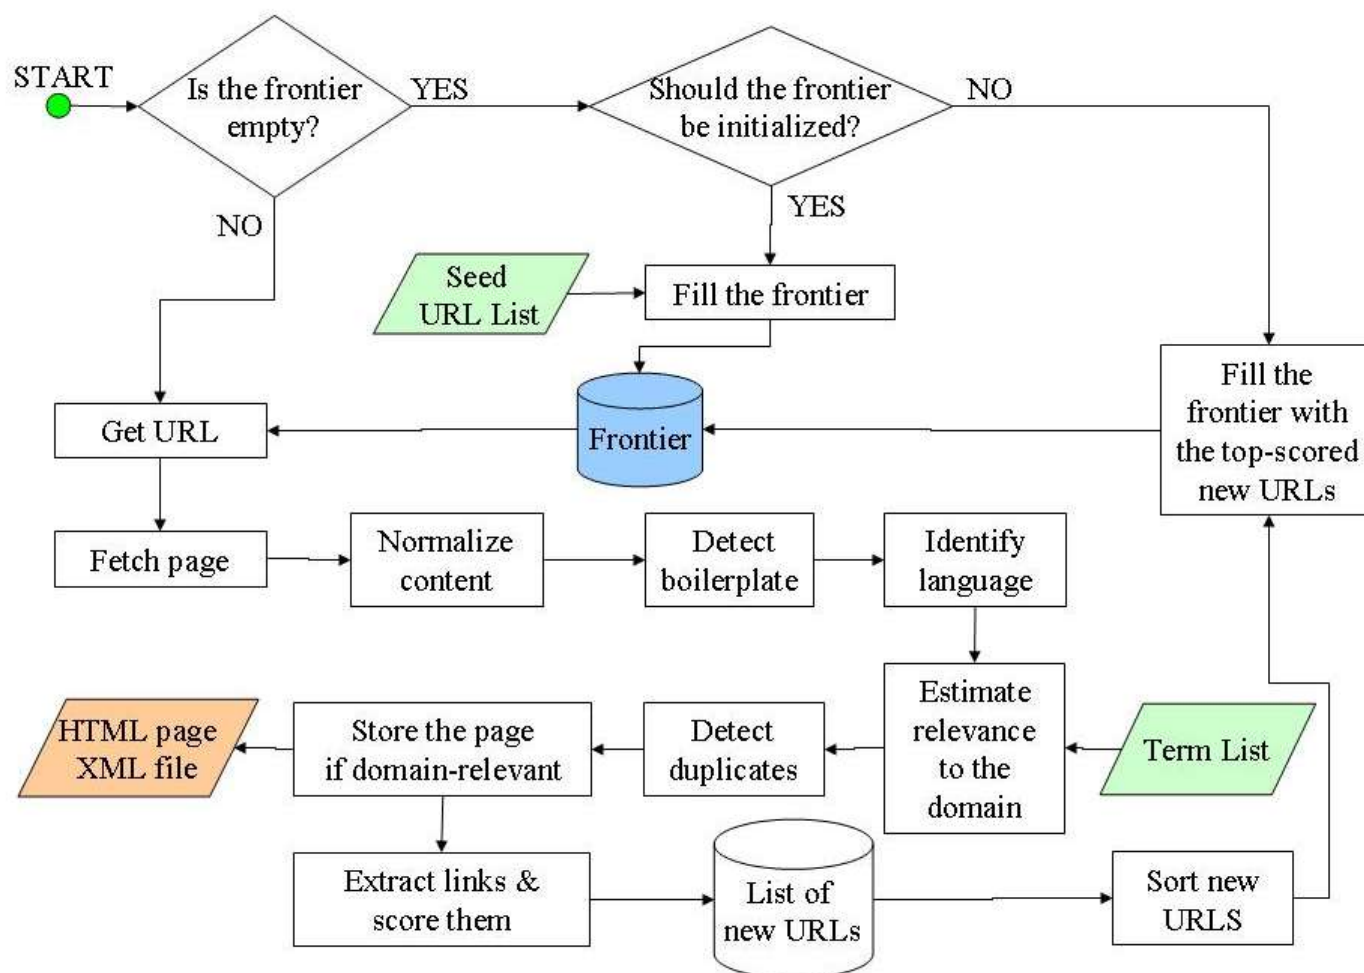 START
Is the frontier
empty?
YES
Should the frontier
be initialized?
NO
NO
YES
Seed
URL List
Fill the frontier
Fill the
frontier with
the top-scored
new URLs
Get URL
Frontier
Fetch page
Normalize
content
Detect
boilerplate
Identify
language
HTML page
XML file
Store the page
if domain-relevant
Detect
duplicates
Estimate
relevance
to the
domain
Term List
Extract links &
score them
List of
new URLs
Sort new
URLS